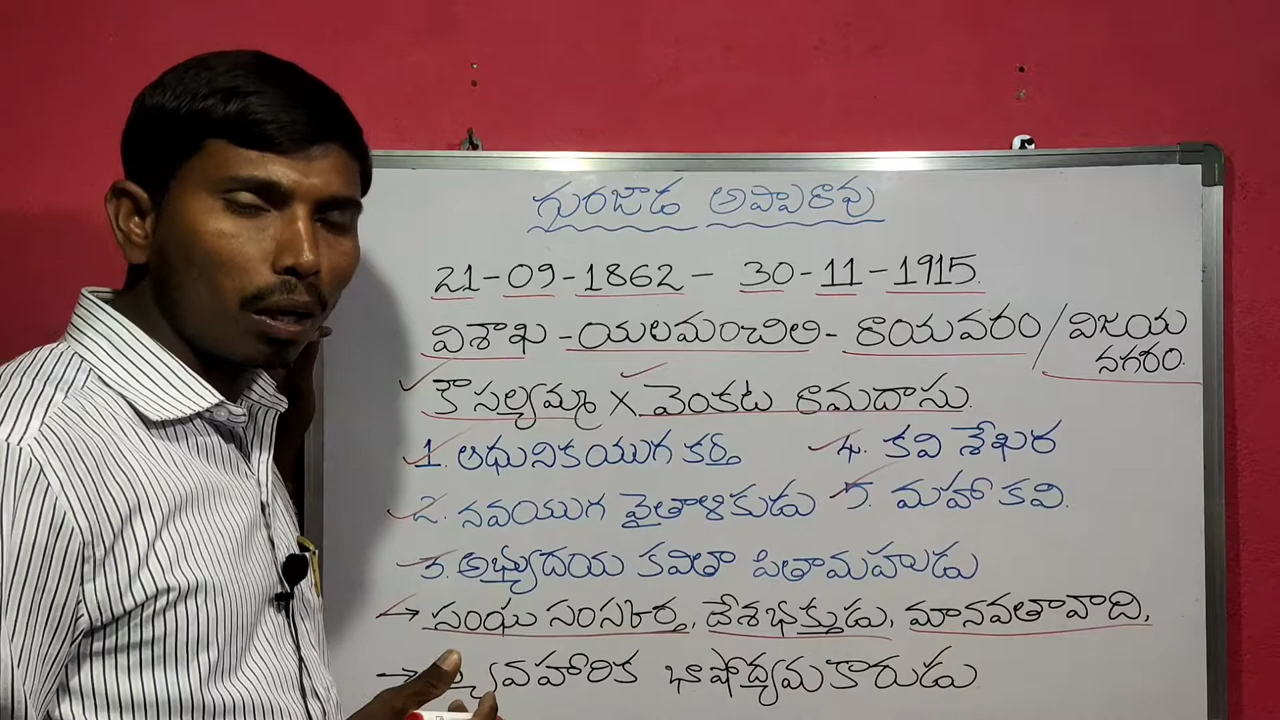 గురజాడ అప్పారావు
21-09-1862 - 30-11-1915.
విశాఖ - యలమంచిలి - రాయవరం / విజయ
నగరం.
కౌసల్యమ్మ X వెంకట రామదాసు.
1. ఆధునికయుగ కర్త 4. కవి శేఖర
2. నవయుగ వైతాళికుడు 5. మహాకవి.
3. అభ్యుదయ కవితా పితామహుడు
→ సంఘ సంస్కర్త, దేశభక్తుడు, మానవతావాది,
→ వ్యవహారిక భాషోద్యమకారుడు